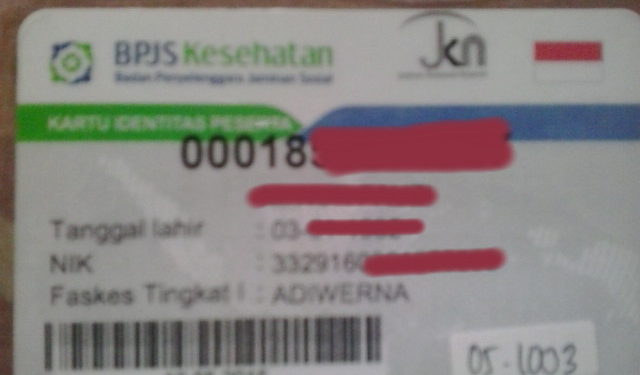 BPJS Kesehatan
Badan Penyelenggara Jaminan Sosial
Jkn
KARTU IDENTITAS PESERTA
00018
Tanggal lahir : 03-
NIK : 3329160
Faskes Tingkat I : ADIWERNA
05-1003